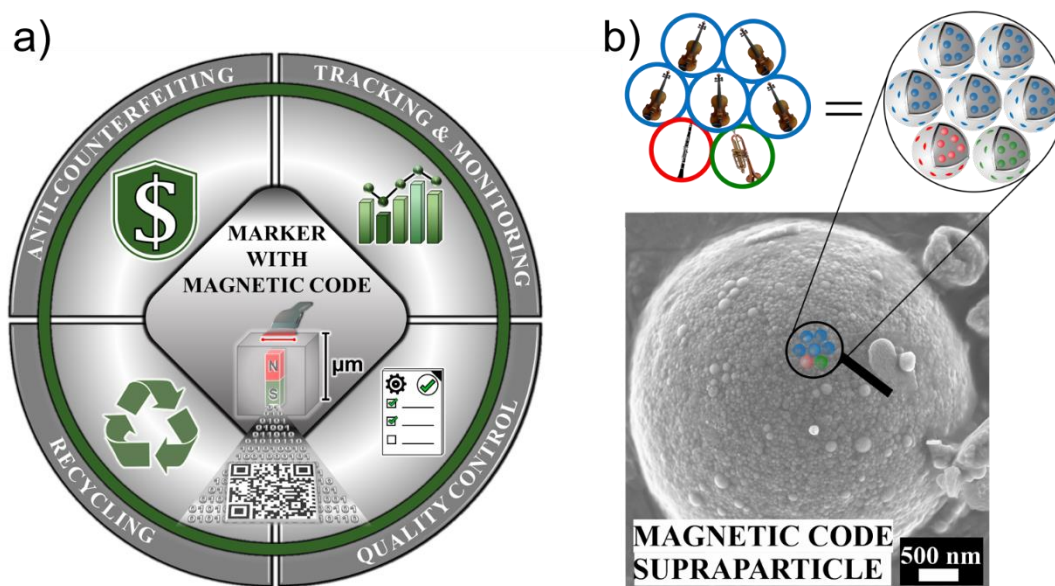 a)
ANTI-COUNTERFEITING
TRACKING & MONITORING
$
MARKER
WITH
MAGNETIC CODE
N
S
μm
RECYCLING
QUALITY CONTROL
b)
=
MAGNETIC CODE
SUPRAPARTICLE
500 nm